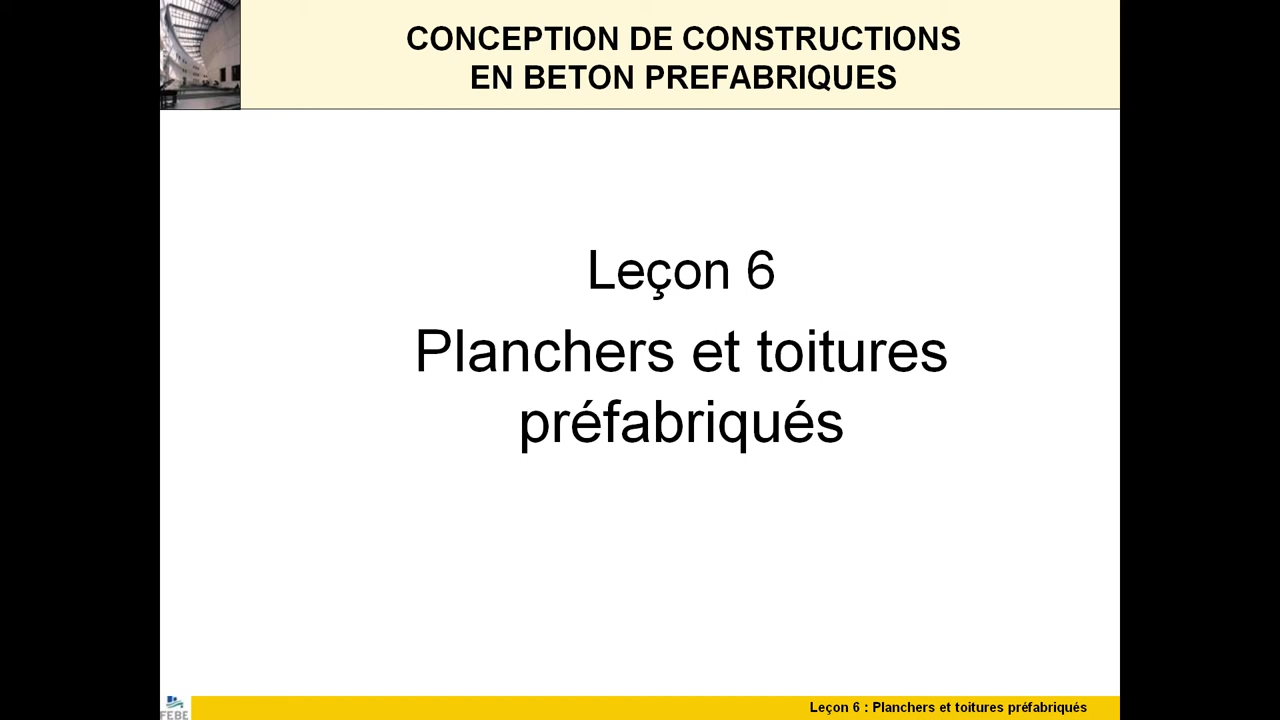 CONCEPTION DE CONSTRUCTIONS
EN BETON PREFABRIQUES
Leçon 6
Planchers et toitures
préfabriqués
FEBE
Leçon 6 : Planchers et toitures préfabriqués